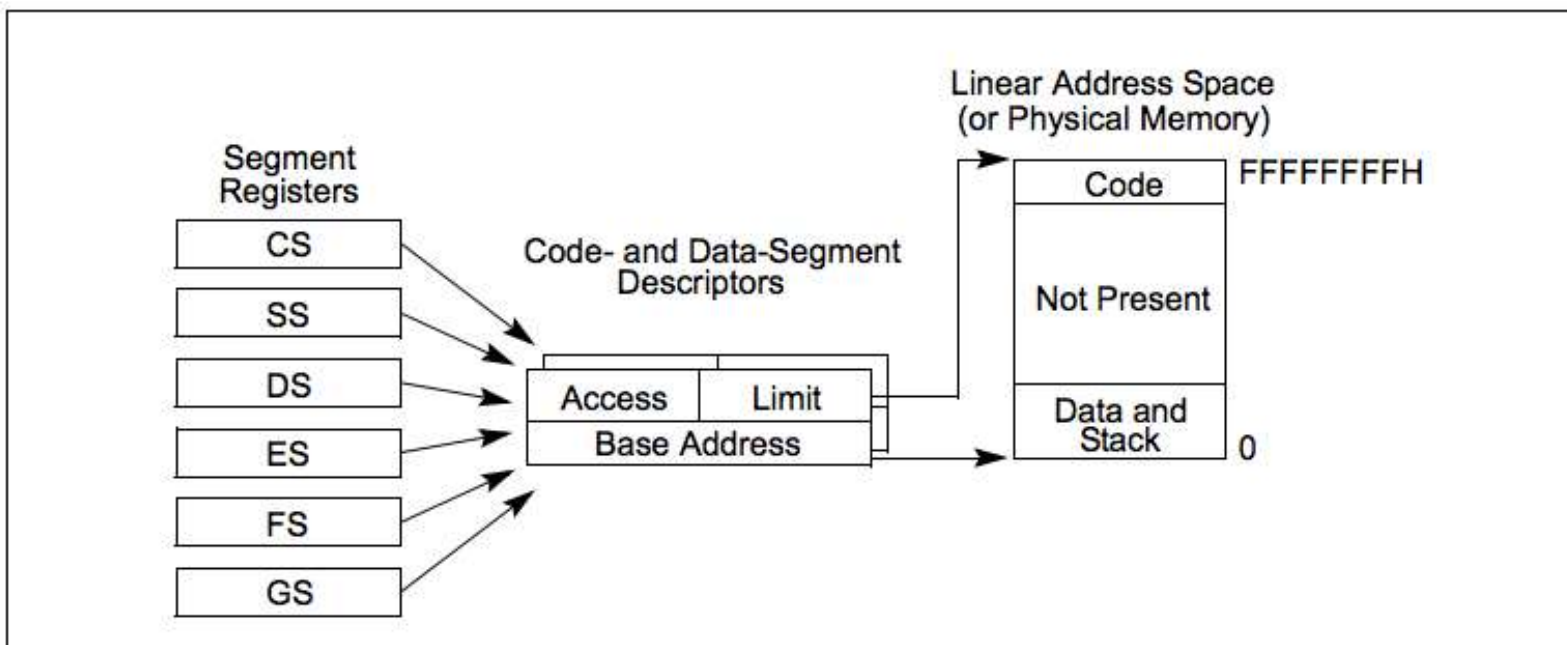 Linear Address Space
(or Physical Memory)
Segment
Registers
Code
FFFFFFFFH
CS
Code- and Data-Segment
Descriptors
SS
Not Present
DS
Access
Limit
Data and
Stack
ES
Base Address
0
FS
GS